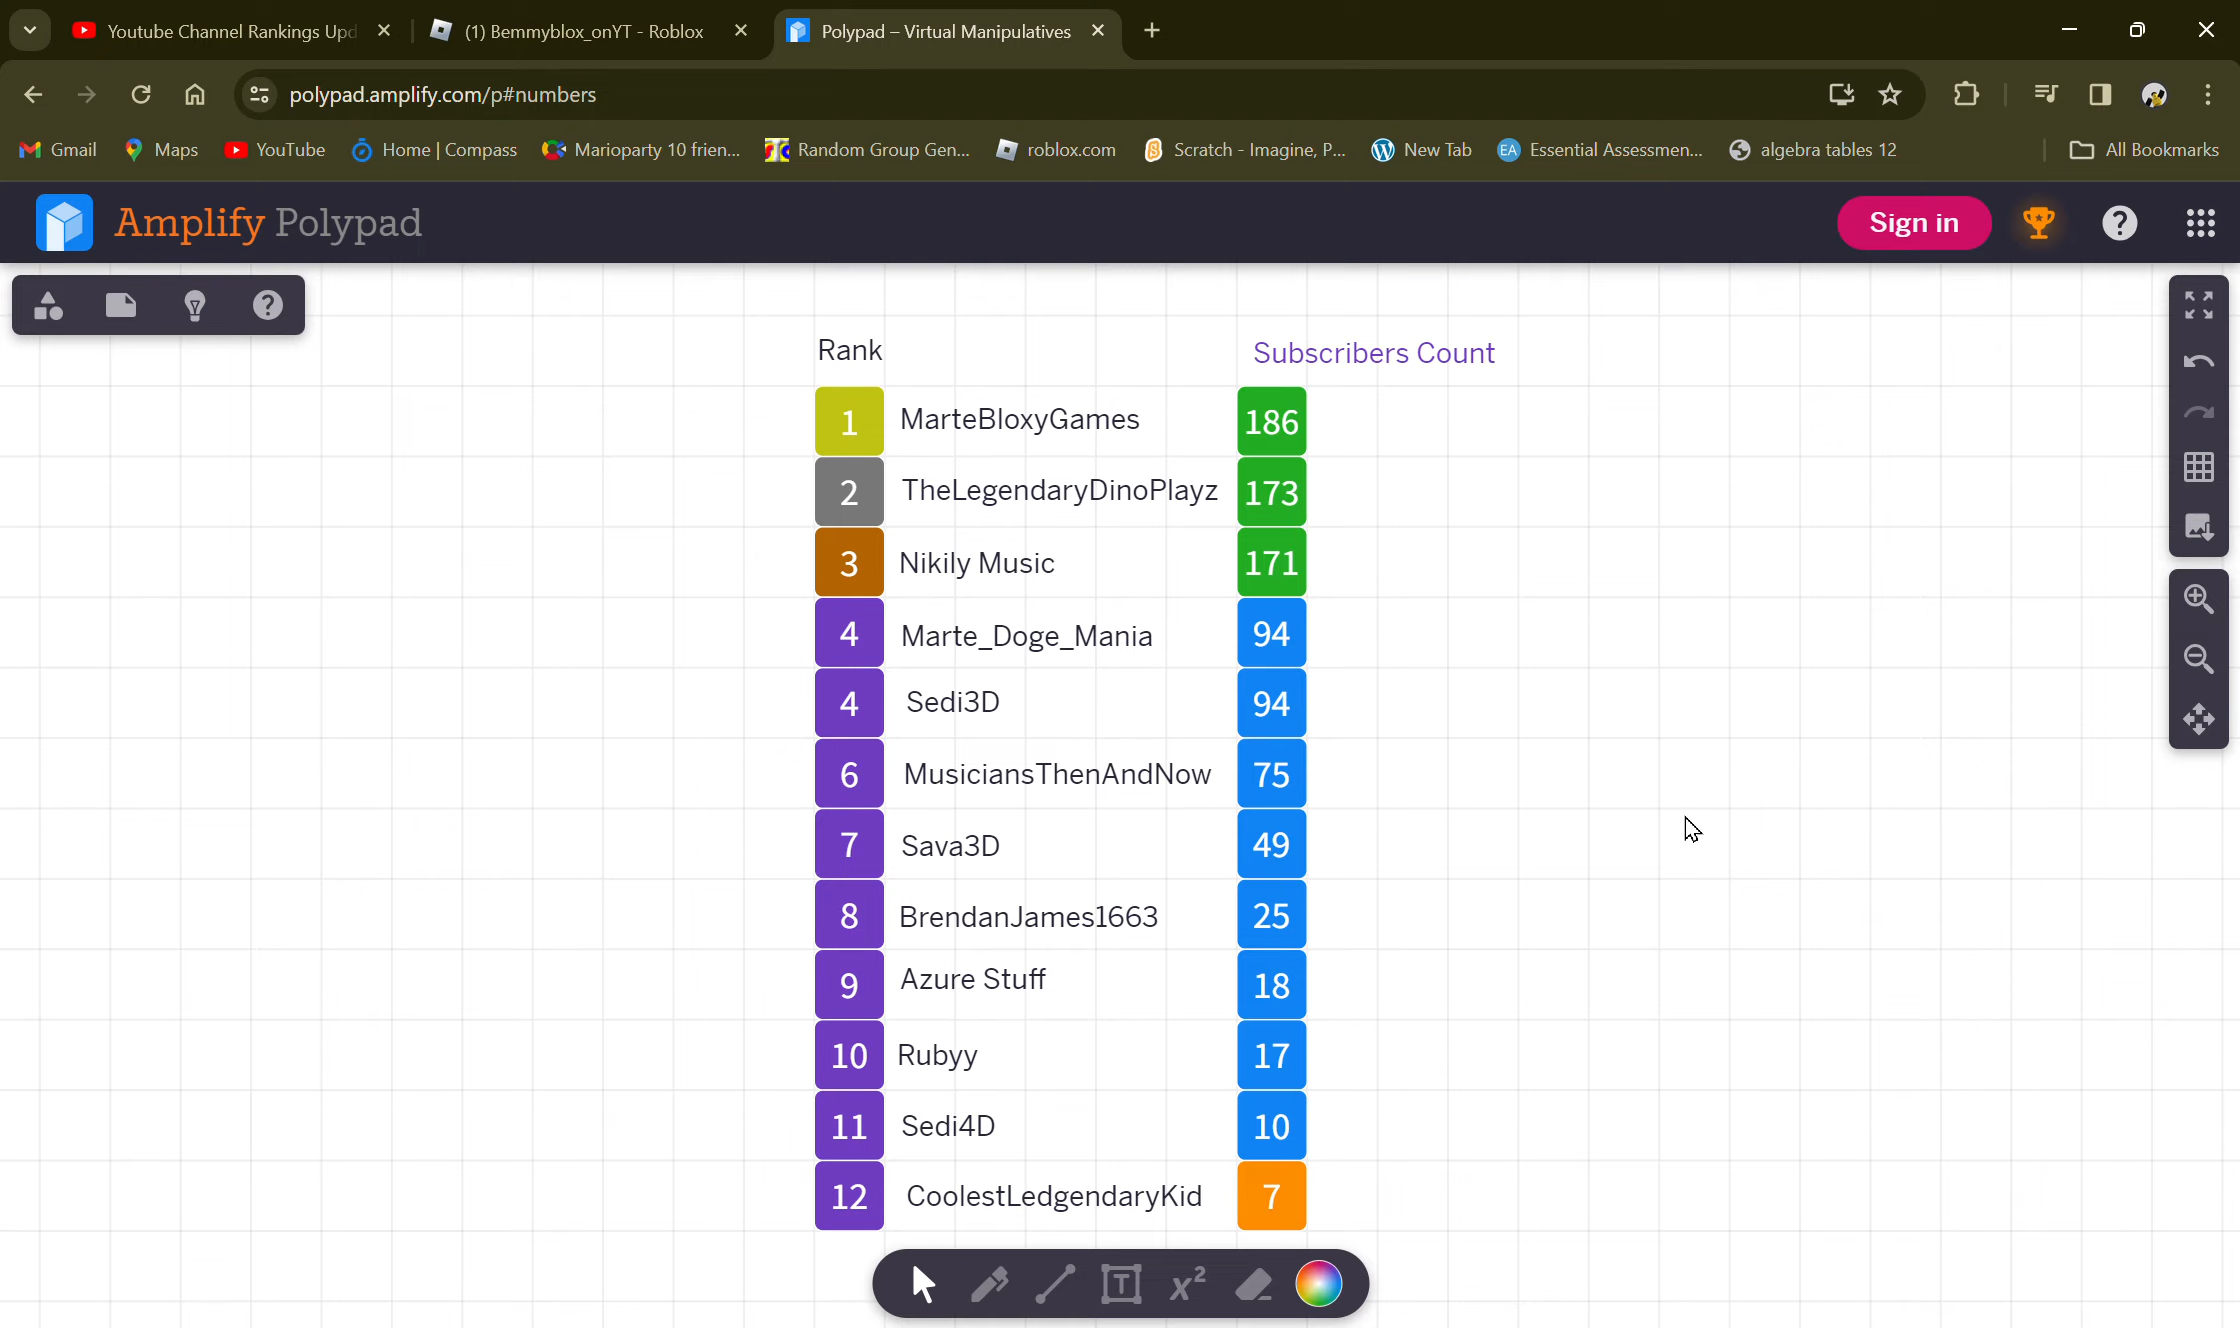 Youtube Channel Rankings Upd
(1) Bemmyblox_onYT - Roblox
Polypad – Virtual Manipulatives
polypad.amplify.com/p#numbers
Gmail
Maps
YouTube
Home | Compass
Marioparty 10 frien...
Random Group Gen...
roblox.com
Scratch - Imagine, P...
New Tab
EA
Essential Assessmen...
algebra tables 12
All Bookmarks
Amplify Polypad
Sign in
Rank
Subscribers Count
1 MarteBloxyGames 186
2 TheLegendaryDinoPlayz 173
3 Nikily Music 171
4 Marte_Doge_Mania 94
4 Sedi3D 94
6 MusiciansThenAndNow 75
7 Sava3D 49
8 BrendanJames1663 25
9 Azure Stuff 18
10 Rubyy 17
11 Sedi4D 10
12 CoolestLedgendaryKid 7
T
x²